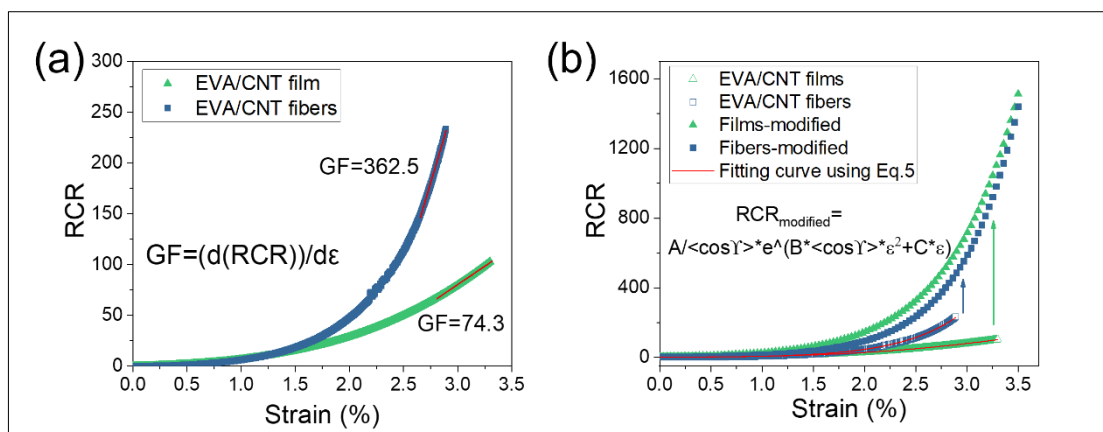 (a)
300
250
200
150
100
50
0
RCR
EVA/CNT film
EVA/CNT fibers
GF=362.5
GF=(d(RCR))/dε
GF=74.3
0.0 0.5 1.0 1.5 2.0 2.5 3.0 3.5
Strain (%)
(b)
1600
1200
800
400
0
RCR
EVA/CNT films
EVA/CNT fibers
Films-modified
Fibers-modified
Fitting curve using Eq.5
RCRmodified=
A/<cosϒ>*e^(B*<cosϒ>*ε²+C*ε)
0.0 0.5 1.0 1.5 2.0 2.5 3.0 3.5
Strain (%)